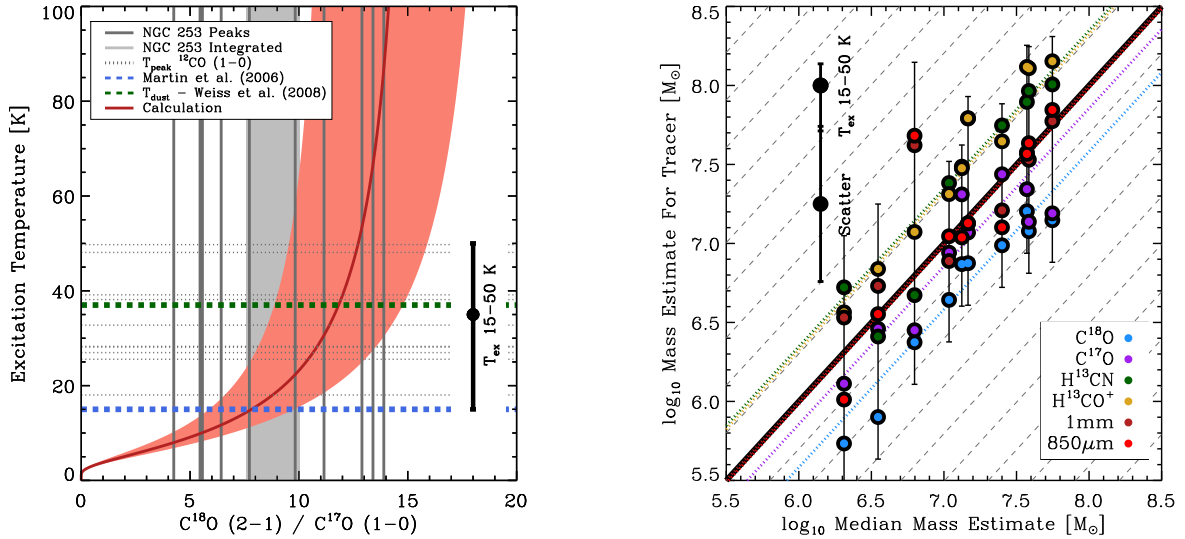 100
80
60
40
20
0
Excitation Temperature [K]
NGC 253 Peaks
NGC 253 Integrated
T_peak ¹²CO (1-0)
Martin et al. (2006)
T_dust - Weiss et al. (2008)
Calculation
T_ex 15-50 K
0 5 10 15 20
C¹⁸O (2-1) / C¹⁷O (1-0)
8.5
8.0
7.5
7.0
6.5
6.0
5.5
log₁₀ Mass Estimate For Tracer [M☉]
T_ex 15-50 K
Scatter
C¹⁸O
C¹⁷O
H¹³CN
H¹³CO⁺
1mm
850μm
5.5 6.0 6.5 7.0 7.5 8.0 8.5
log₁₀ Median Mass Estimate [M☉]